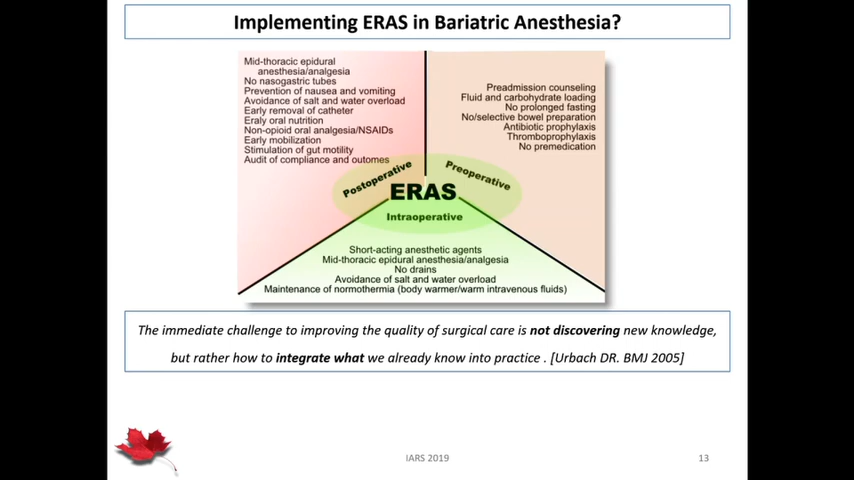 Implementing ERAS in Bariatric Anesthesia?
Mid-thoracic epidural
anesthesia/analgesia
No nasogastric tubes
Prevention of nausea and vomiting
Avoidance of salt and water overload
Early removal of catheter
Eraly oral nutrition
Non-opioid oral analgesia/NSAIDs
Early mobilization
Stimulation of gut motility
Audit of compliance and outomes
Preadmission counseling
Fluid and carbohydrate loading
No prolonged fasting
No/selective bowel preparation
Antibiotic prophylaxis
Thromboprophylaxis
No premedication
Postoperative
Preoperative
ERAS
Intraoperative
Short-acting anesthetic agents
Mid-thoracic epidural anesthesia/analgesia
No drains
Avoidance of salt and water overload
Maintenance of normothermia (body warmer/warm intravenous fluids)
The immediate challenge to improving the quality of surgical care is not discovering new knowledge,
but rather how to integrate what we already know into practice . [Urbach DR. BMJ 2005]
IARS 2019
13